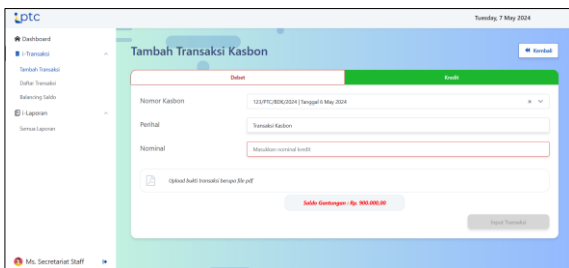 iptc
Tuesday, 7 May 2024
Dashboard
i-Transaksi
Tambah Transaksi
Daftar Transaksi
Balancing Saldo
i-Laporan
Semua Laporan
Tambah Transaksi Kasbon
Kembali
Debet
Kredit
Nomor Kasbon
123/PTC/BDK/2024 | Tanggal 6 May 2024
Perihal
Transaksi Kasbon
Nominal
Masukkan nominal kredit
Upload bukti transaksi berupa file pdf
Saldo Gantungan : Rp. 900.000,00
Input Transaksi
Ms. Secretariat Staff